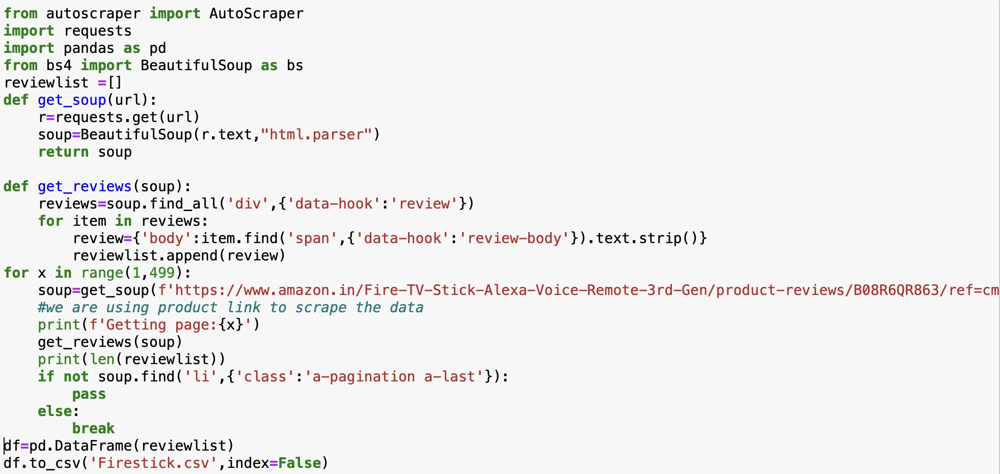 from autoscraper import AutoScraper
import requests
import pandas as pd
from bs4 import BeautifulSoup as bs
reviewlist =[]
def get_soup(url):
    r=requests.get(url)
    soup=BeautifulSoup(r.text,"html.parser")
    return soup

def get_reviews(soup):
    reviews=soup.find_all('div',{'data-hook':'review'})
    for item in reviews:
        review={'body':item.find('span',{'data-hook':'review-body'}).text.strip()}
        reviewlist.append(review)
for x in range(1,499):
    soup=get_soup(f'https://www.amazon.in/Fire-TV-Stick-Alexa-Voice-Remote-3rd-Gen/product-reviews/B08R6QR863/ref=cm
    #we are using product link to scrape the data
    print(f'Getting page:{x}')
    get_reviews(soup)
    print(len(reviewlist))
    if not soup.find('li',{'class':'a-pagination a-last'}):
        pass
    else:
        break
df=pd.DataFrame(reviewlist)
df.to_csv('Firestick.csv',index=False)